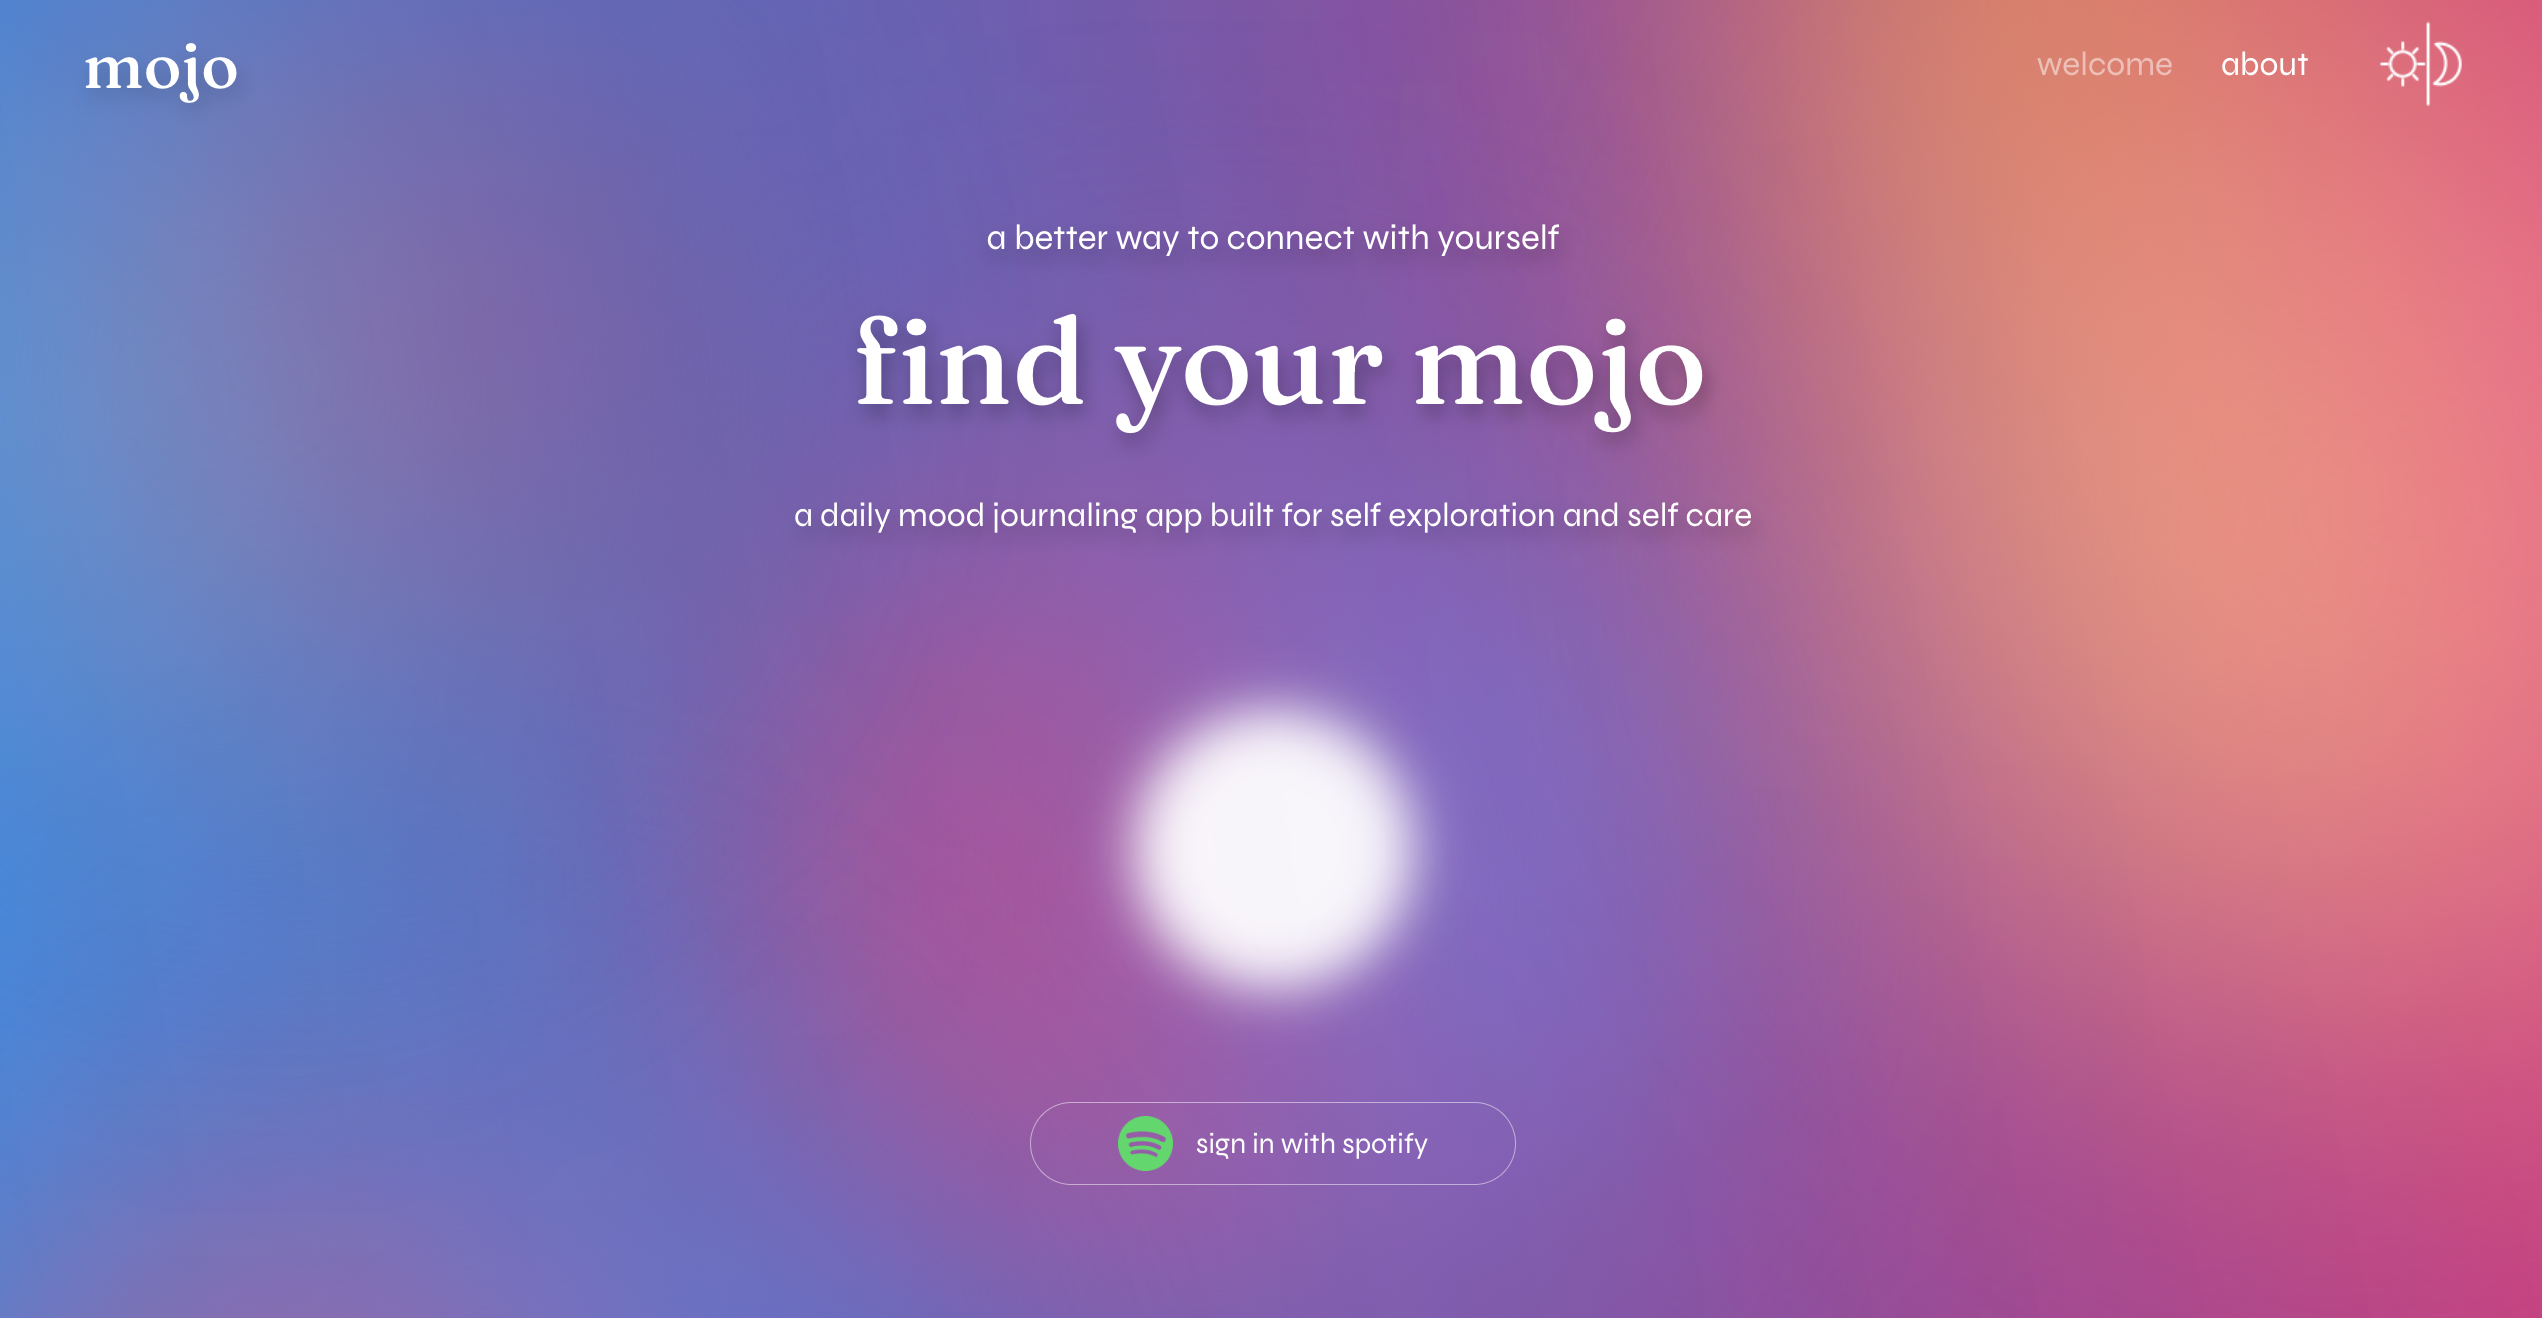 mojo
welcome about
a better way to connect with yourself
find your mojo
a daily mood journaling app built for self exploration and self care
sign in with spotify